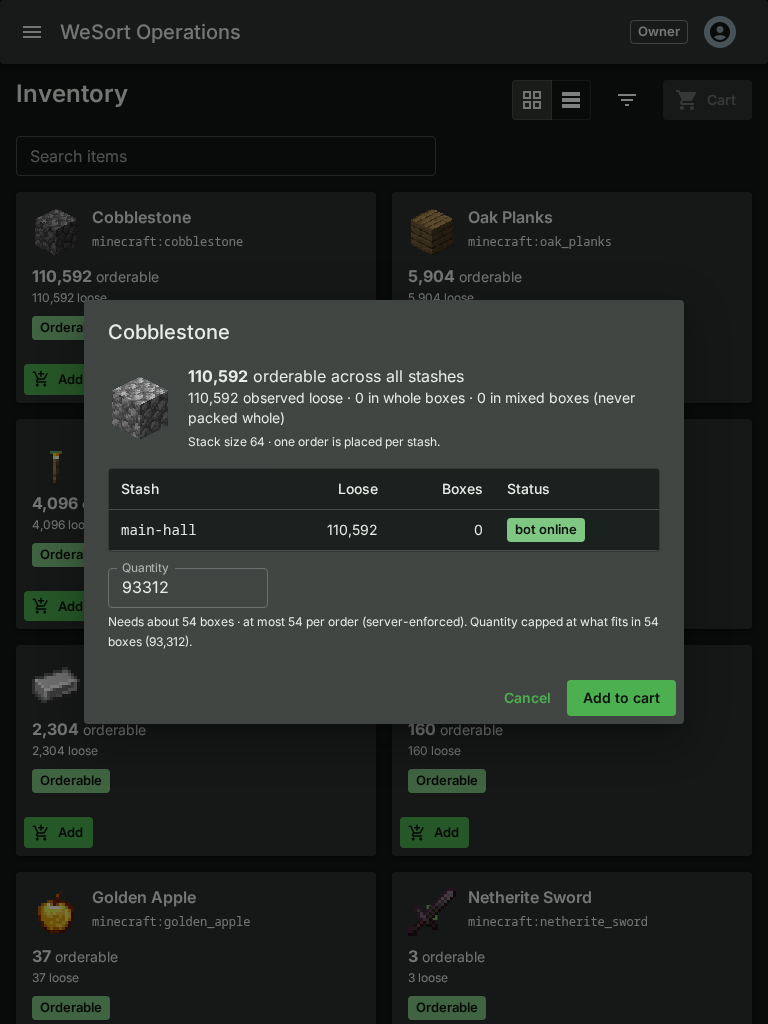 WeSort Operations
Owner
Inventory
Cart
Search items
Cobblestone
minecraft:cobblestone
110,592 orderable
110,592 loose
Add
Oak Planks
minecraft:oak_planks
5,904 orderable
5,904 loose
Cobblestone
110,592 orderable across all stashes
110,592 observed loose · 0 in whole boxes · 0 in mixed boxes (never
packed whole)
Stack size 64 · one order is placed per stash.
Stash Loose Boxes Status
main-hall 110,592 0 bot online
Quantity
93312
Needs about 54 boxes · at most 54 per order (server-enforced). Quantity capped at what fits in 54
boxes (93,312).
Cancel
Add to cart
4,096
4,096
Add
2,304 orderable
2,304 loose
Orderable
Add
160 orderable
160 loose
Orderable
Add
Golden Apple
minecraft:golden_apple
37 orderable
37 loose
Orderable
Netherite Sword
minecraft:netherite_sword
3 orderable
3 loose
Orderable